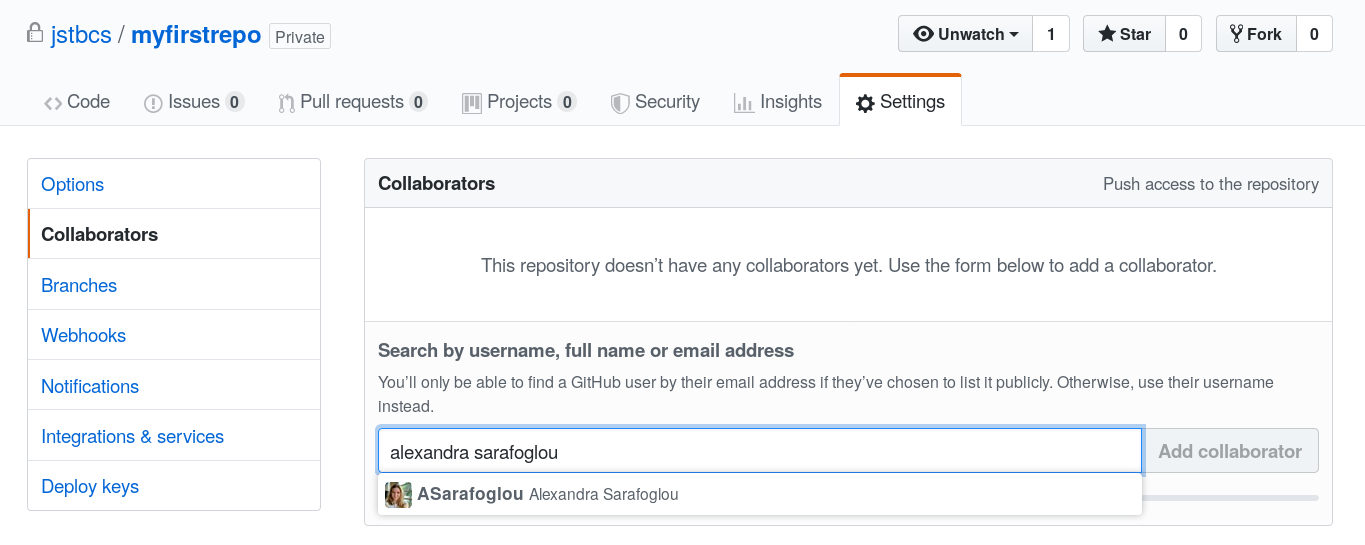 jstbcs / myfirstrepo Private
Unwatch 1 Star 0 Fork 0
Code Issues 0 Pull requests 0 Projects 0 Security Insights Settings
Options
Collaborators
Branches
Webhooks
Notifications
Integrations & services
Deploy keys
Collaborators Push access to the repository
This repository doesn’t have any collaborators yet. Use the form below to add a collaborator.
Search by username, full name or email address
You’ll only be able to find a GitHub user by their email address if they’ve chosen to list it publicly. Otherwise, use their username
instead.
alexandra sarafoglou Add collaborator
ASarafoglou Alexandra Sarafoglou